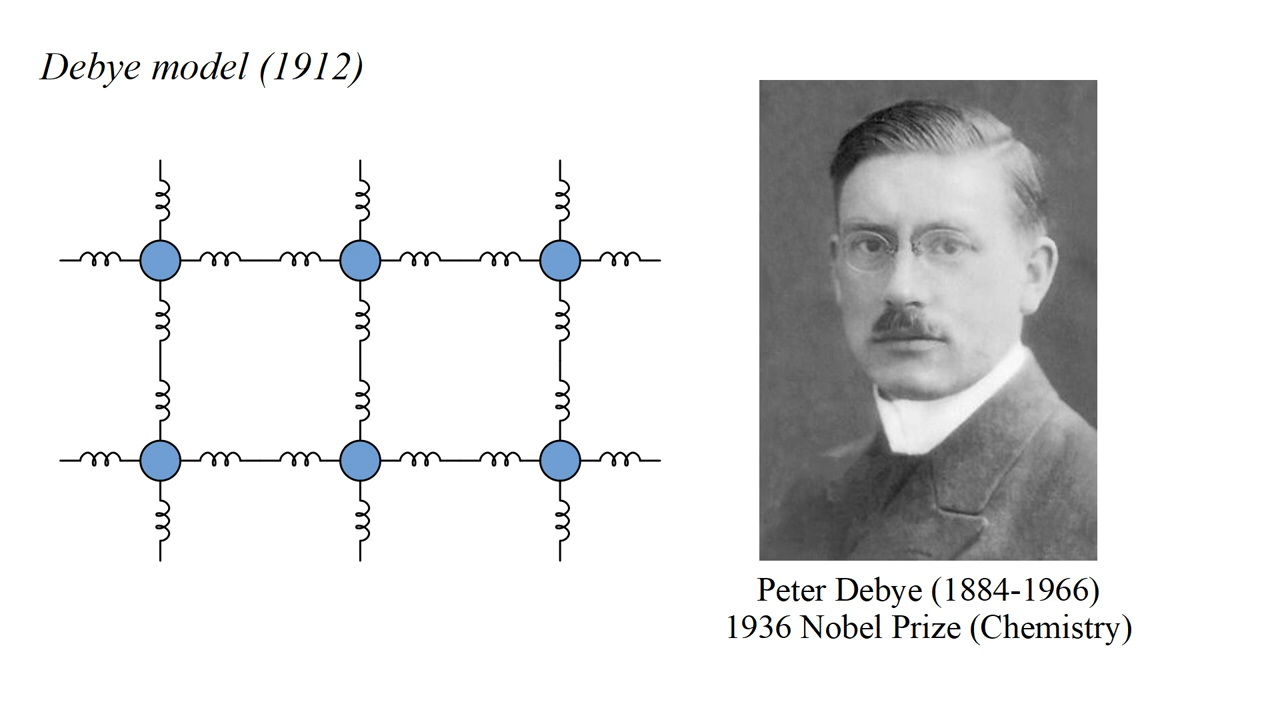 Debye model (1912)
Peter Debye (1884-1966)
1936 Nobel Prize (Chemistry)